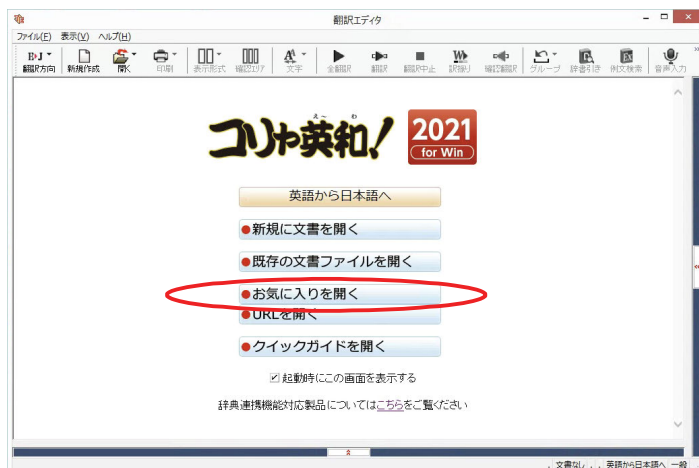 翻訳エディタ
ファイル(F) 表示(V) ヘルプ(H)
E›J
翻訳方向 新規作成 開く 印刷 表示形式 確認エリア 文字 全翻訳 翻訳 翻訳中止 訳振り 確認翻訳 グループ 辞書引き 例文検索 音声入力
え～ わ
コリャ英和! 2021
for Win
英語から日本語へ
新規に文書を開く
既存の文書ファイルを開く
お気に入りを開く
URLを開く
クイックガイドを開く
起動時にこの画面を表示する
辞典連携機能対応製品についてはこちらをご覧ください
文書なし 英語から日本語へ 一般